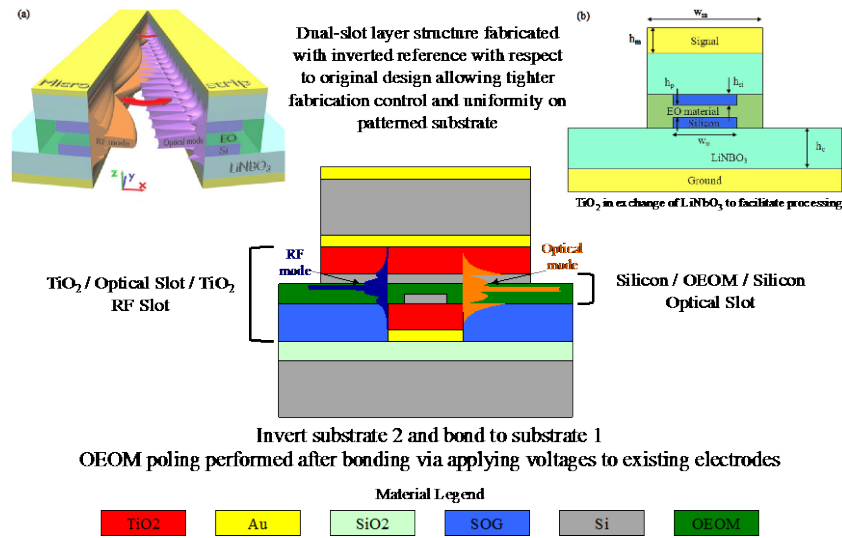 (a)
Micro
Strip
RF mode
Optical mode
EO
Si
LiNBO3
z
y
x
Dual-slot layer structure fabricated
with inverted reference with respect
to original design allowing tighter
fabrication control and uniformity on
patterned substrate
(b)
wm
hm
Signal
hp
hsi
EO material
Silicon
LiNBO3
hc
Ground
TiO2 in exchange of LiNbO3 to facilitate processing
TiO2 / Optical Slot / TiO2
RF Slot
RF
mode
Optical
mode
Silicon / OEOM / Silicon
Optical Slot
Invert substrate 2 and bond to substrate 1
OEOM poling performed after bonding via applying voltages to existing electrodes
Material Legend
TiO2
Au
SiO2
SOG
Si
OEOM